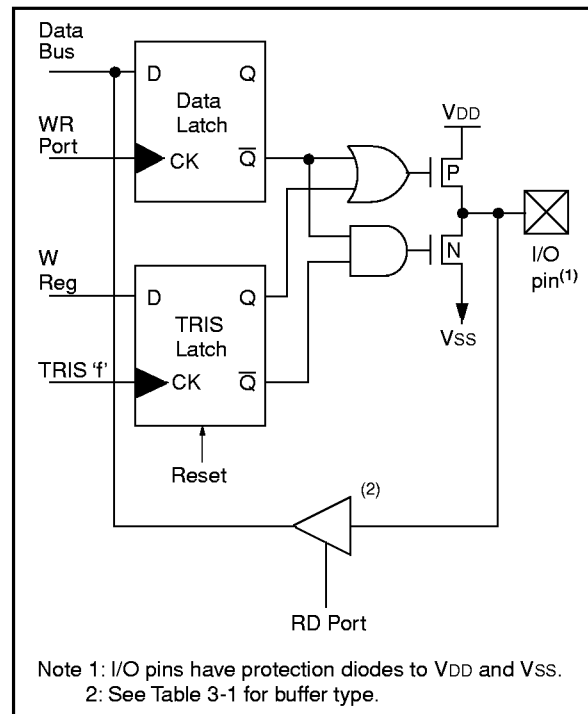 Data
Bus
D
Q
Data
Latch
WR
Port
CK
Q
VDD
P
N
I/O
pin(1)
VSS
W
Reg
D
Q
TRIS
Latch
TRIS 'f'
CK
Q
Reset
(2)
RD Port
Note 1: I/O pins have protection diodes to VDD and VSS.
2: See Table 3-1 for buffer type.